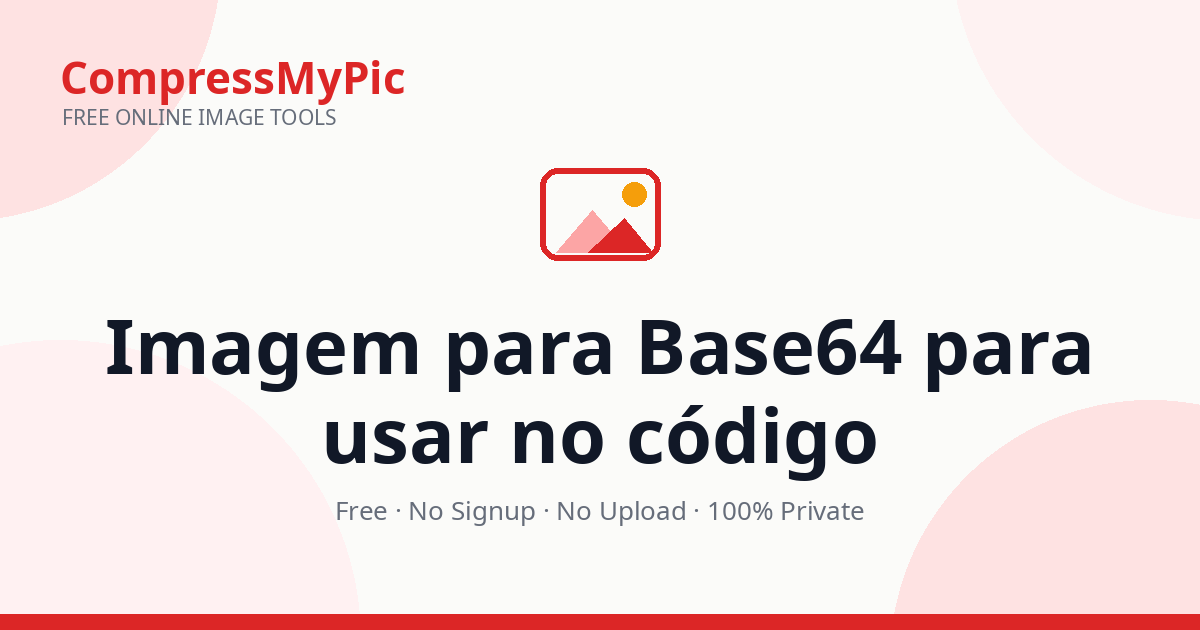 CompressMyPic
FREE ONLINE IMAGE TOOLS
Imagem para Base64 para
usar no código
Free · No Signup · No Upload · 100% Private